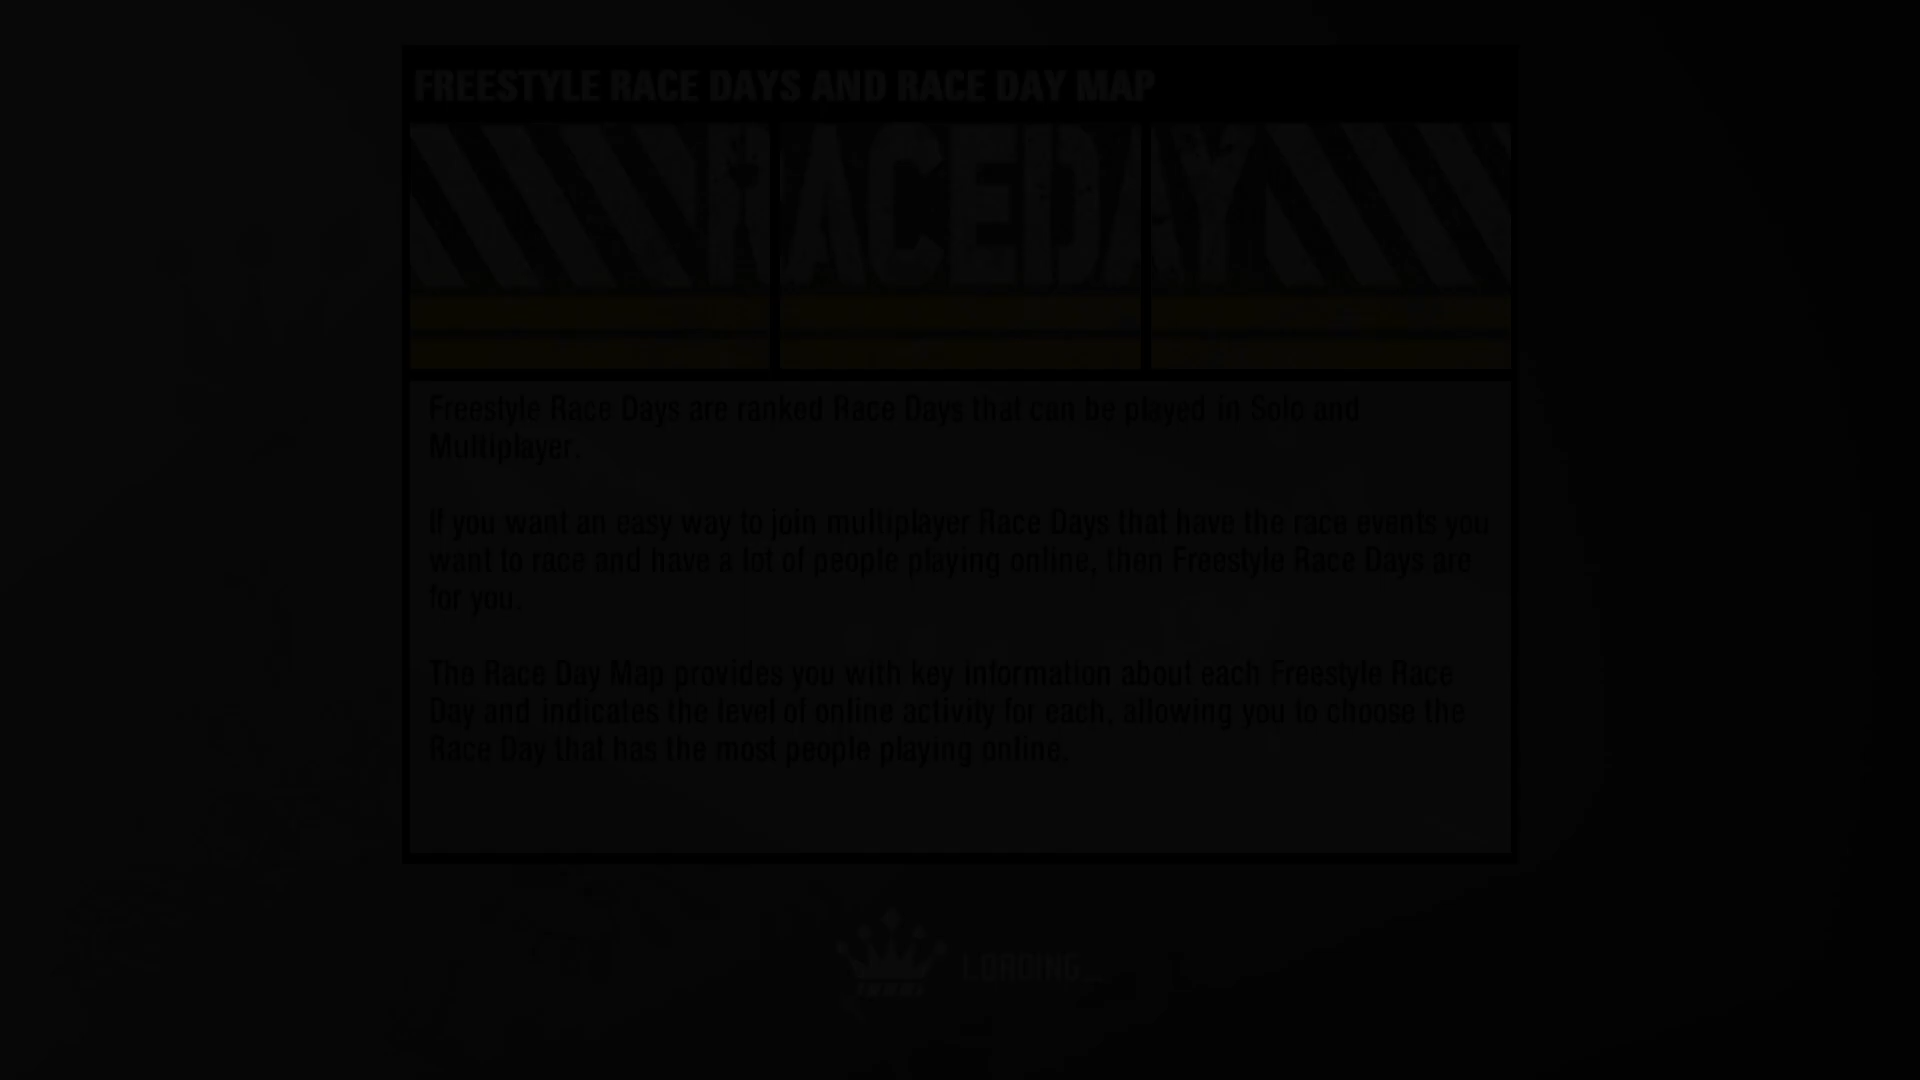 FREESTYLE RACE DAYS AND RACE DAY MAP
RACEDAY
Freestyle Race Days are ranked Race Days that can be played in Solo and
Multiplayer.
If you want an easy way to join multiplayer Race Days that have the race events you
want to race and have a lot of people playing online, then Freestyle Race Days are
for you.
The Race Day Map provides you with key information about each Freestyle Race
Day and indicates the level of online activity for each, allowing you to choose the
Race Day that has the most people playing online.
LOADING...